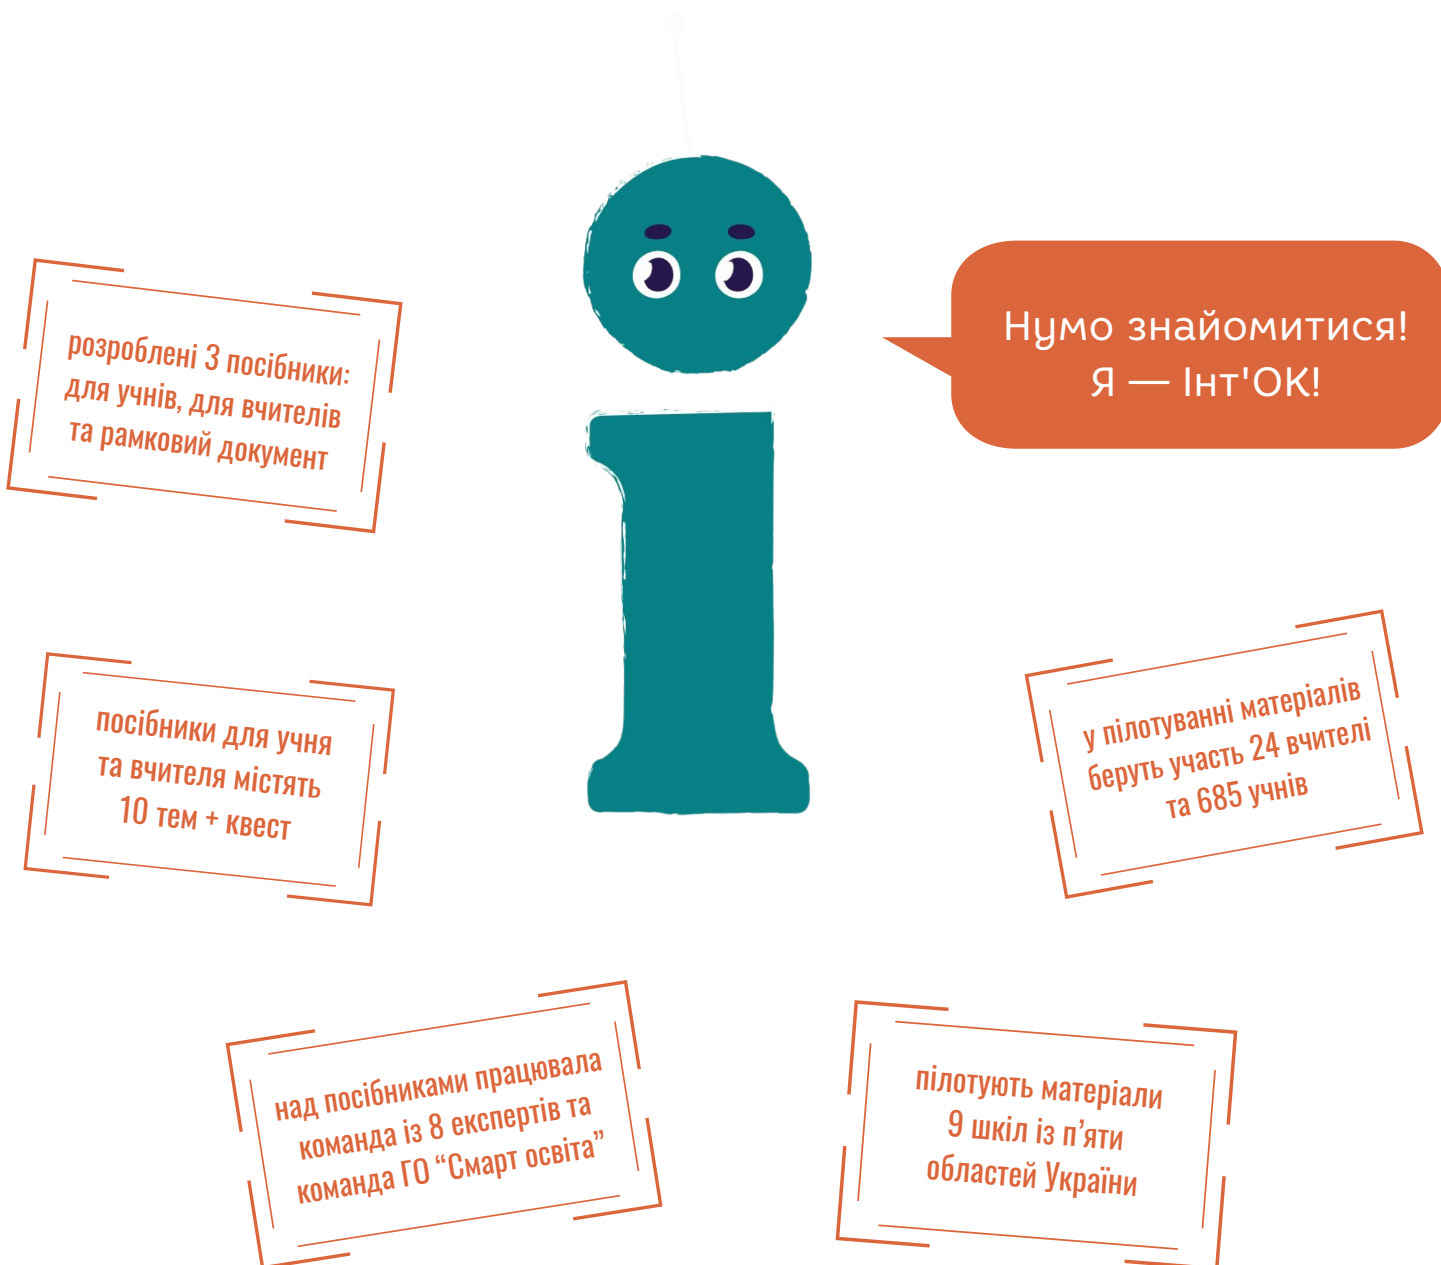 Нумо знайомитися!
Я — Інт'ОК!
розроблені 3 посібники:
для учнів, для вчителів
та рамковий документ
посібники для учня
та вчителя містять
10 тем + квест
у пілотуванні матеріалів
беруть участь 24 вчителі
та 685 учнів
над посібниками працювала
команда із 8 експертів та
команда ГО “Смарт освіта”
пілотують матеріали
9 шкіл із п’яти
областей України